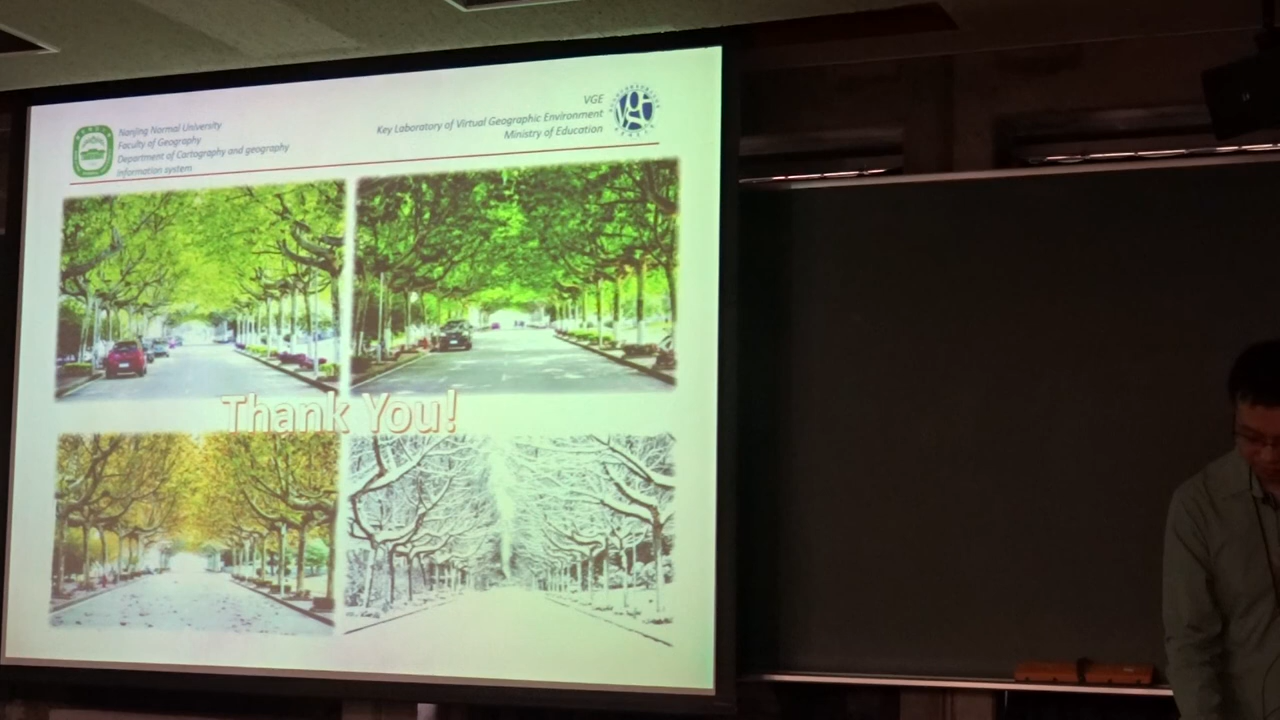 Nanjing Normal University
Faculty of Geography
Department of Cartography and geography
information system
VGE
Key Laboratory of Virtual Geographic Environment
Ministry of Education
Thank You!